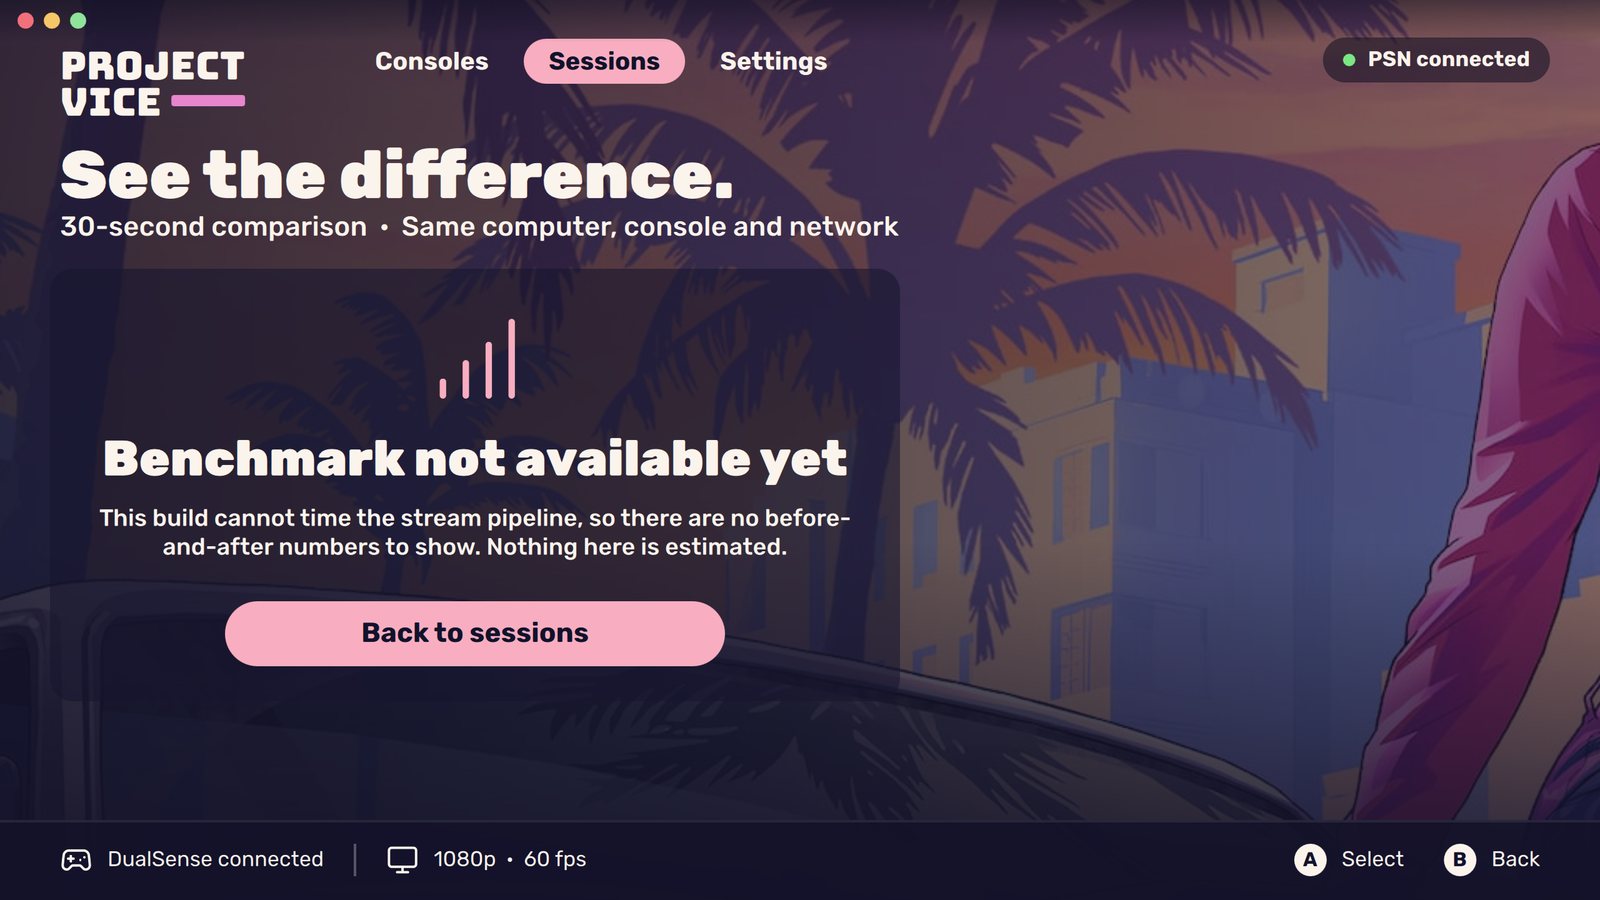 PROJECT
VICE
Consoles
Sessions
Settings
PSN connected
See the difference.
30-second comparison • Same computer, console and network
Benchmark not available yet
This build cannot time the stream pipeline, so there are no before-
and-after numbers to show. Nothing here is estimated.
Back to sessions
DualSense connected
1080p • 60 fps
A Select
B Back